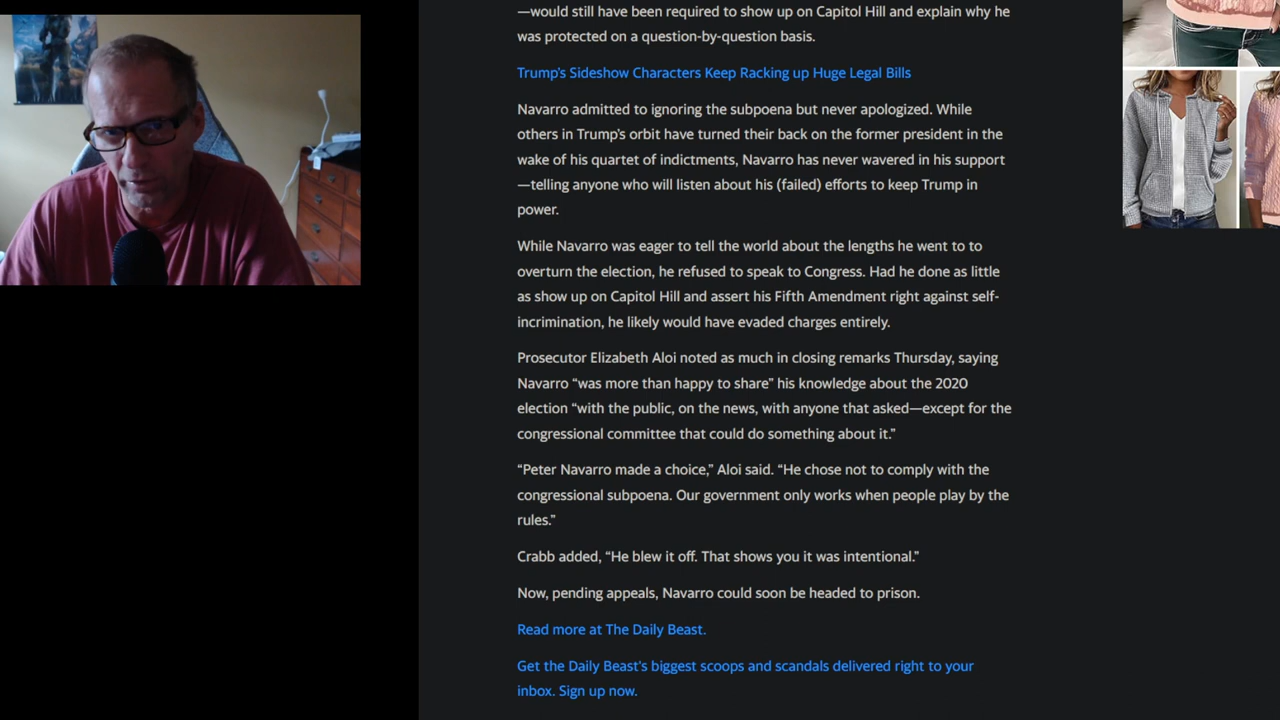 —would still have been required to show up on Capitol Hill and explain why he
was protected on a question-by-question basis.
Trump's Sideshow Characters Keep Racking up Huge Legal Bills
Navarro admitted to ignoring the subpoena but never apologized. While
others in Trump's orbit have turned their back on the former president in the
wake of his quartet of indictments, Navarro has never wavered in his support
—telling anyone who will listen about his (failed) efforts to keep Trump in
power.
While Navarro was eager to tell the world about the lengths he went to to
overturn the election, he refused to speak to Congress. Had he done as little
as show up on Capitol Hill and assert his Fifth Amendment right against self-
incrimination, he likely would have evaded charges entirely.
Prosecutor Elizabeth Aloi noted as much in closing remarks Thursday, saying
Navarro “was more than happy to share” his knowledge about the 2020
election “with the public, on the news, with anyone that asked—except for the
congressional committee that could do something about it.”
“Peter Navarro made a choice,” Aloi said. “He chose not to comply with the
congressional subpoena. Our government only works when people play by the
rules.”
Crabb added, “He blew it off. That shows you it was intentional.”
Now, pending appeals, Navarro could soon be headed to prison.
Read more at The Daily Beast.
Get the Daily Beast's biggest scoops and scandals delivered right to your
inbox. Sign up now.